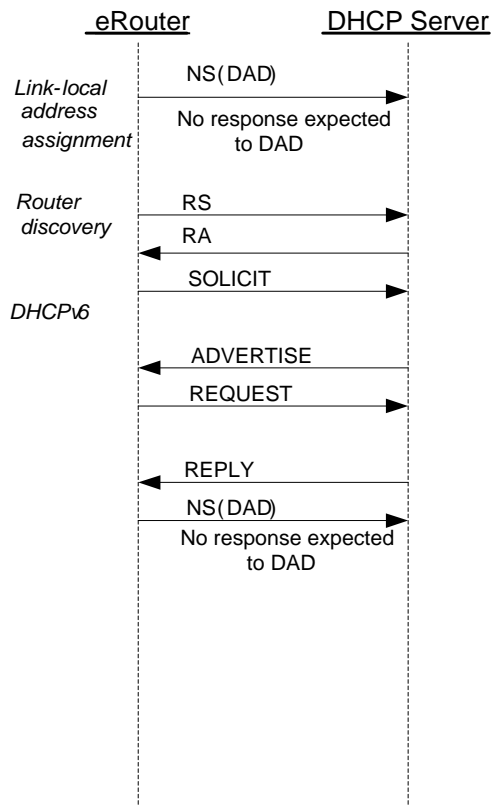 eRouter
DHCP Server
NS(DAD)
Link-local
address
assignment
No response expected
to DAD
Router
discovery
RS
RA
SOLICIT
DHCPv6
ADVERTISE
REQUEST
REPLY
NS(DAD)
No response expected
to DAD